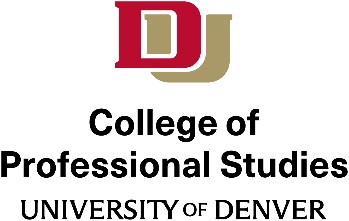 DU
College of
Professional Studies
UNIVERSITY OF DENVER